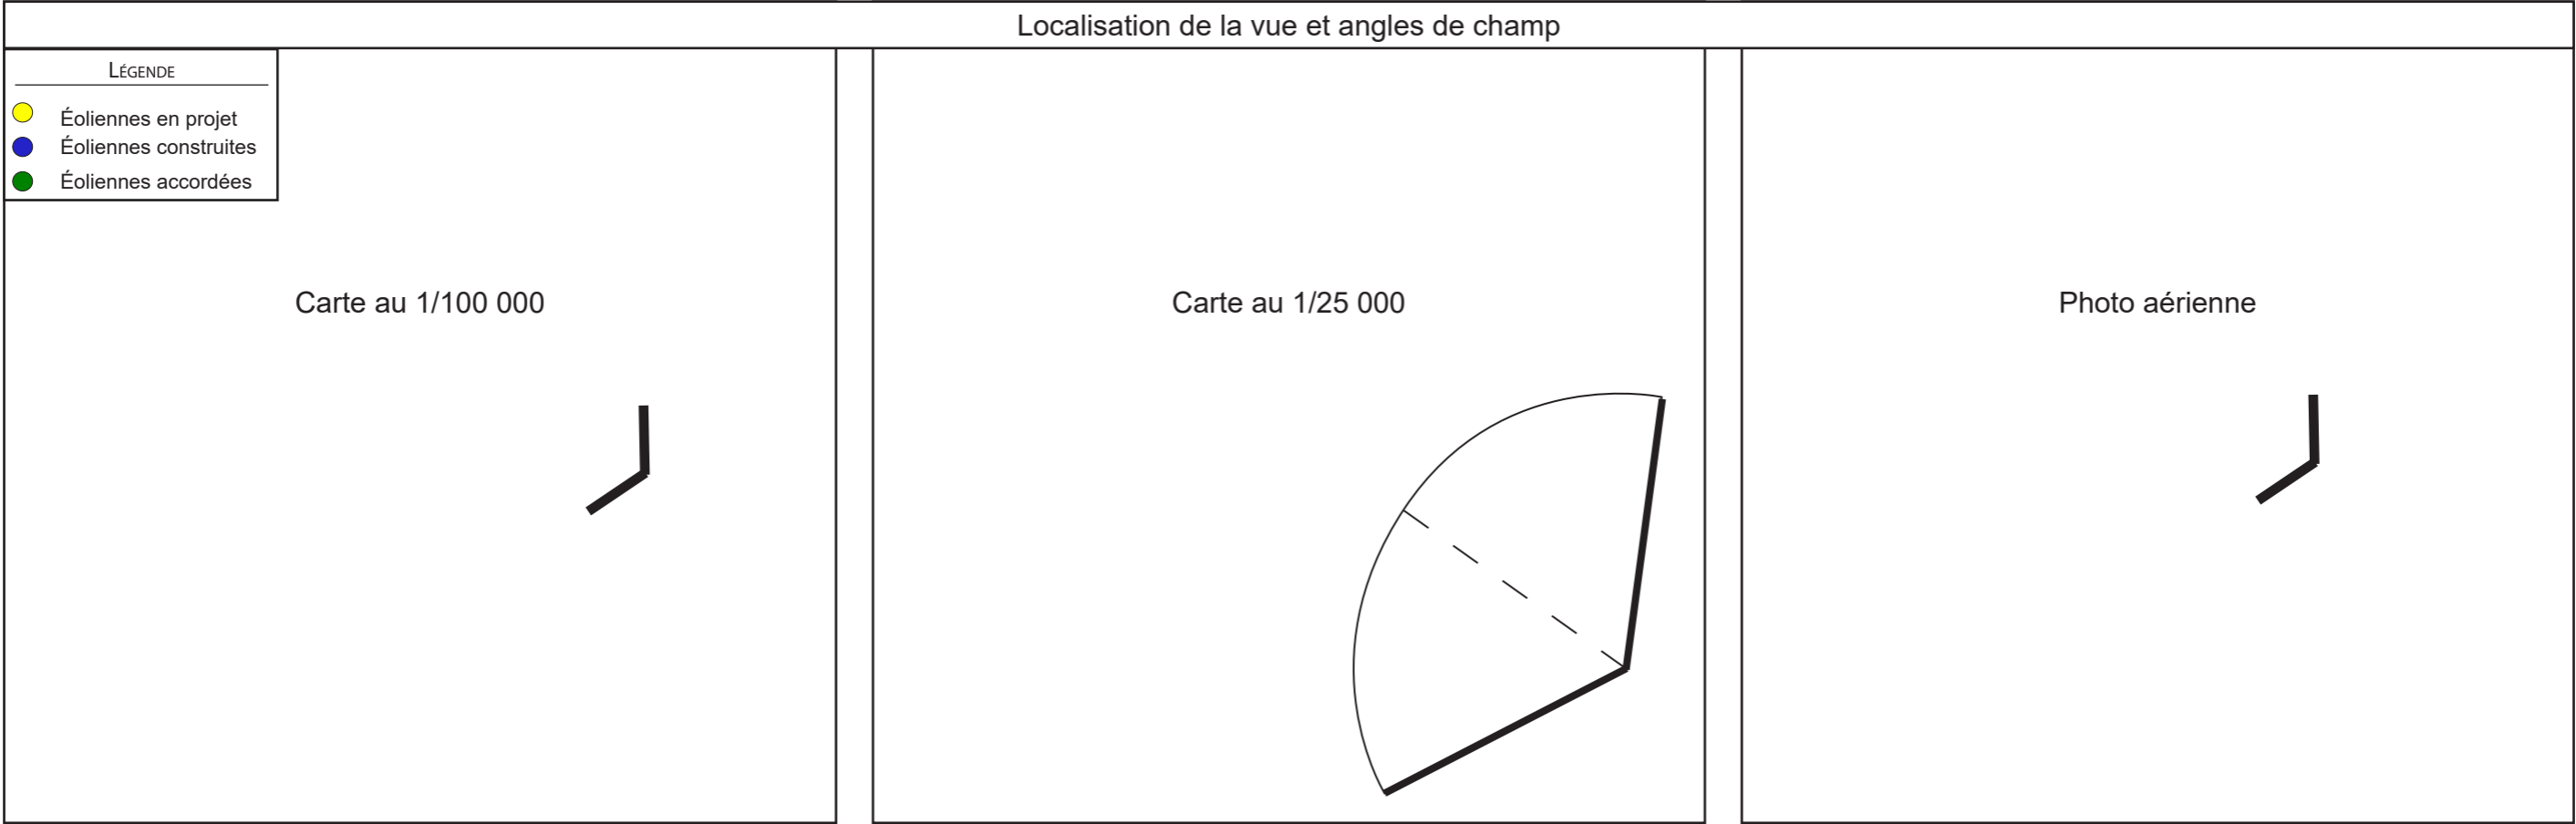 Localisation de la vue et angles de champ
LÉGENDE
Éoliennes en projet
Éoliennes construites
Éoliennes accordées
Carte au 1/100 000
Carte au 1/25 000
Photo aérienne